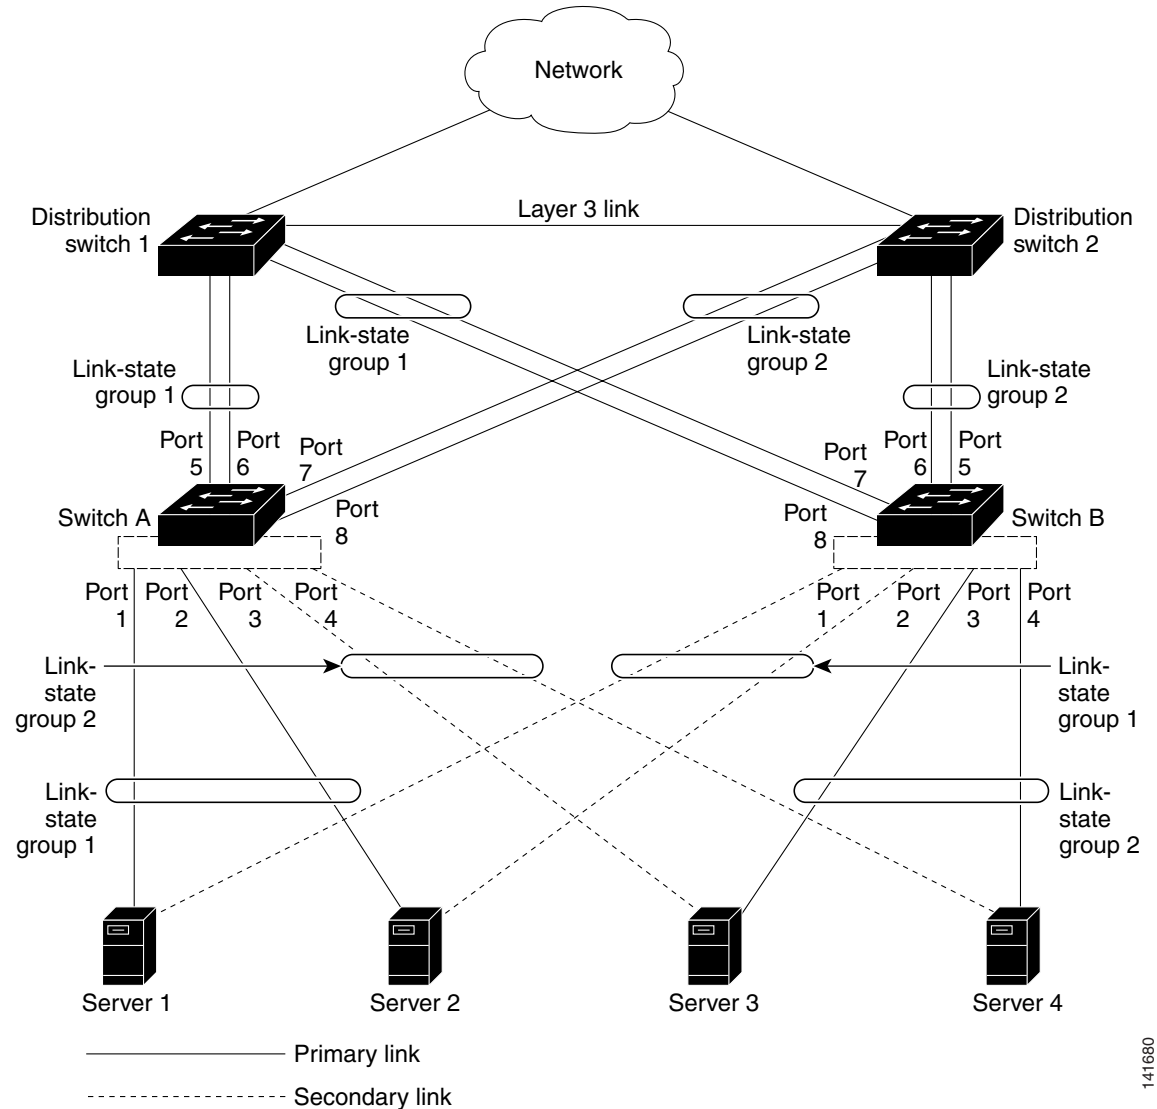 Network
Layer 3 link
Distribution
switch 1
Distribution
switch 2
Link-state
group 1
Link-state
group 2
Link-state
group 1
Link-state
group 2
Port
5
Port
6
Port
7
Port
8
Port
7
Port
6
Port
5
Port
8
Switch A
Switch B
Port
1
Port
2
Port
3
Port
4
Port
1
Port
2
Port
3
Port
4
Link-
state
group 2
Link-
state
group 1
Link-
state
group 1
Link-
state
group 2
Server 1
Server 2
Server 3
Server 4
Primary link
Secondary link
141680